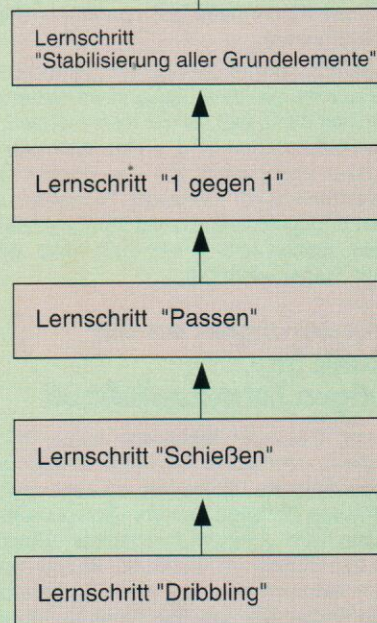 Lernschritt
"Stabilisierung aller Grundelemente"
Lernschritt "1 gegen 1"
Lernschritt "Passen"
Lernschritt "Schießen"
Lernschritt "Dribbling"